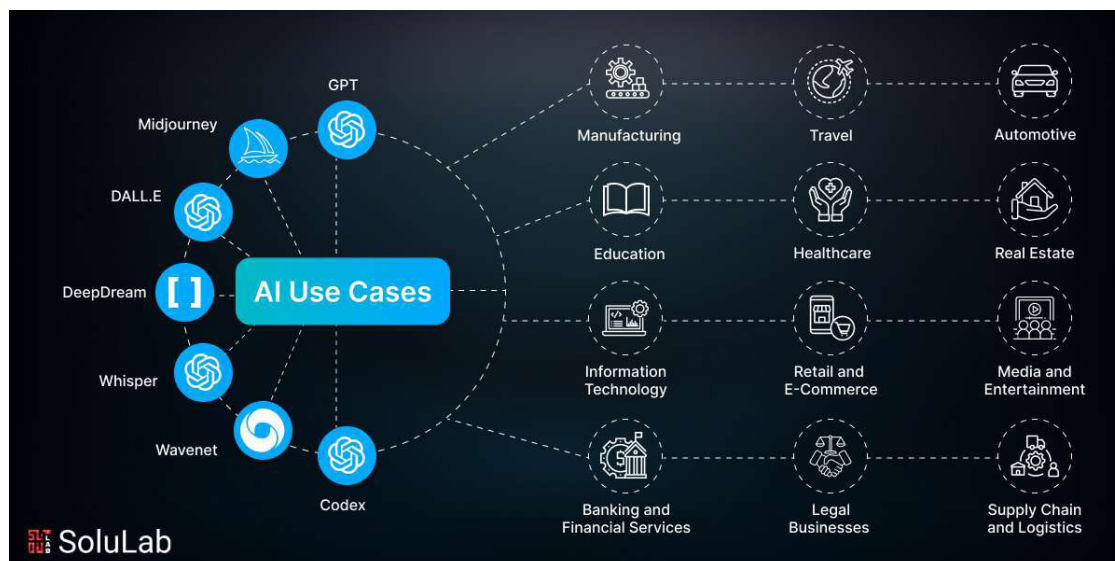 GPT
Midjourney
DALL.E
DeepDream
[ ]
Whisper
Wavenet
Codex
AI Use Cases
Manufacturing
Travel
Automotive
Education
Healthcare
Real Estate
Information
Technology
Retail and
E-Commerce
Media and
Entertainment
Banking and
Financial Services
Legal
Businesses
Supply Chain
and Logistics
SoluLab